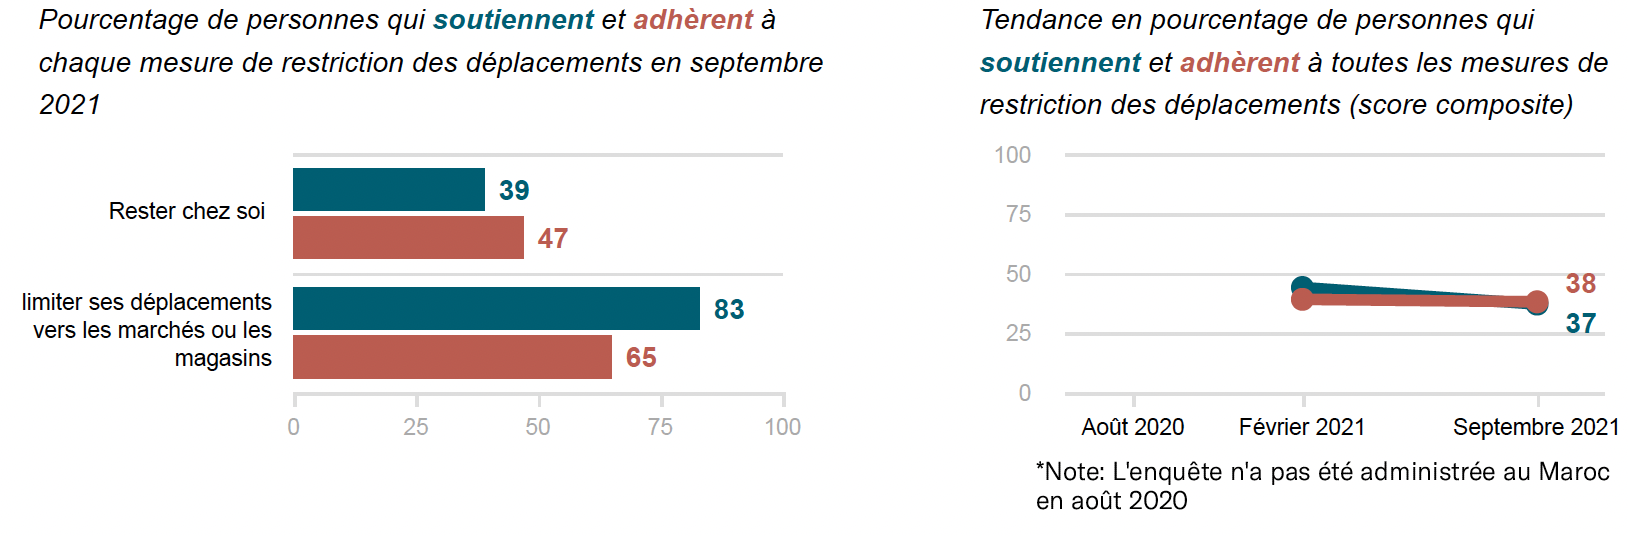 Pourcentage de personnes qui soutiennent et adhèrent à
chaque mesure de restriction des déplacements en septembre
2021
Rester chez soi
39
47
limiter ses déplacements
vers les marchés ou les
magasins
83
65
0 25 50 75 100
Tendance en pourcentage de personnes qui
soutiennent et adhèrent à toutes les mesures de
restriction des déplacements (score composite)
100
75
50
25
0
38
37
Août 2020 Février 2021 Septembre 2021
*Note: L'enquête n'a pas été administrée au Maroc
en août 2020